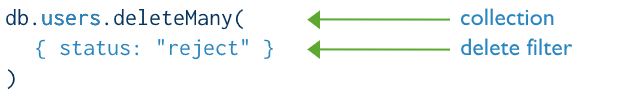 db.users.deleteMany( collection
{ status: "reject" } delete filter
)